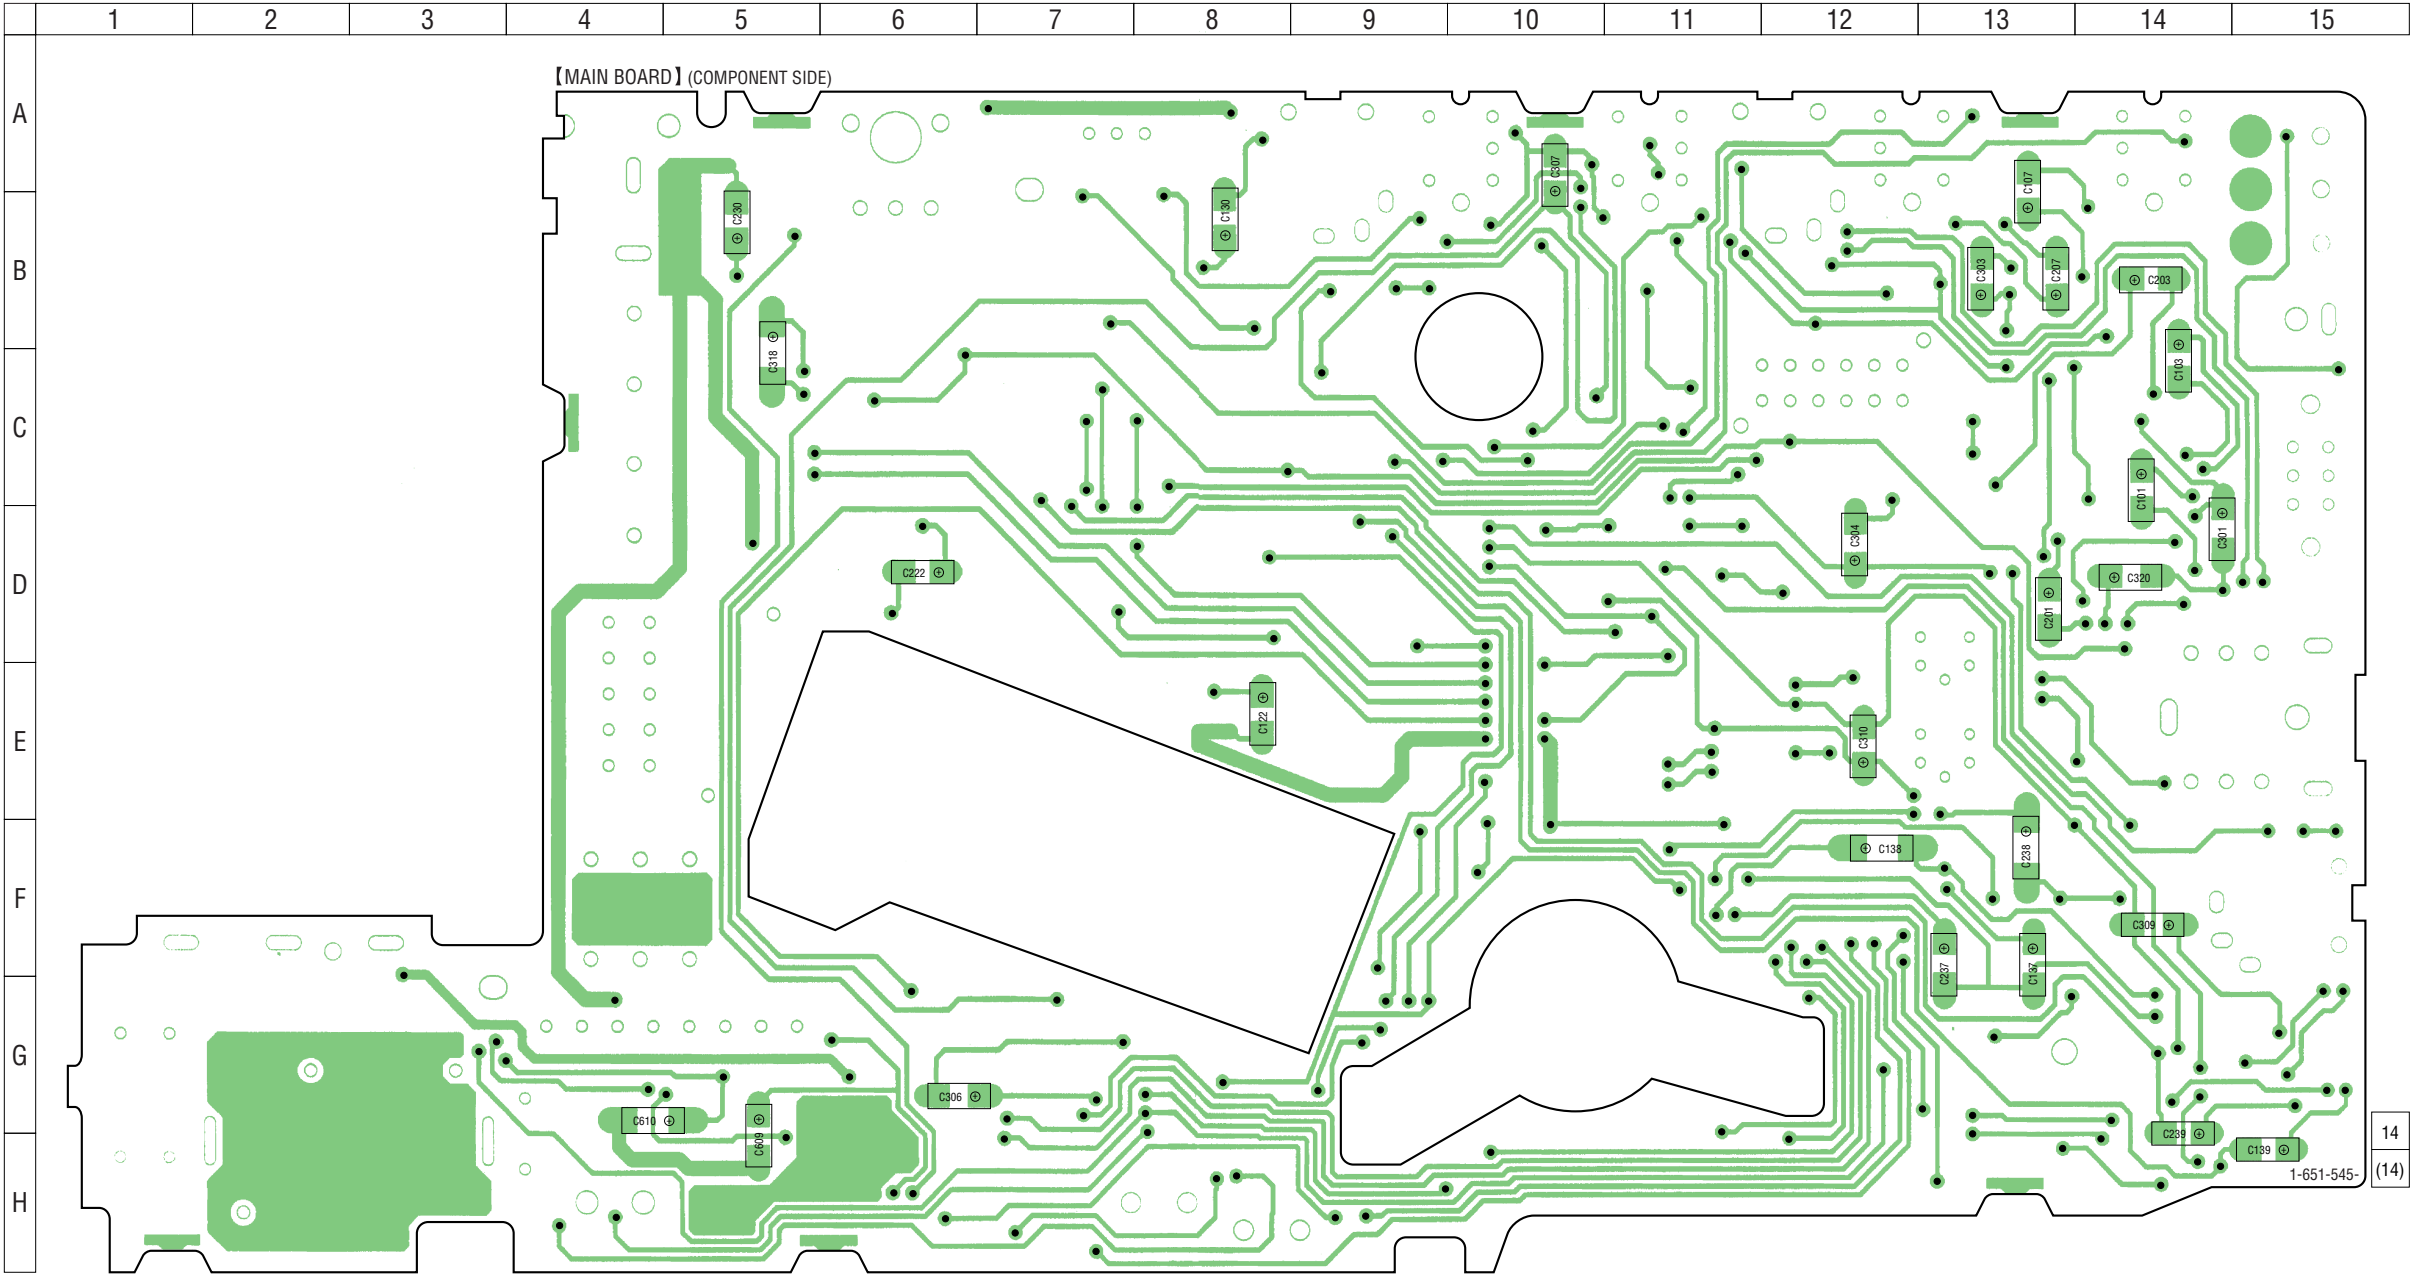 1 2 3 4 5 6 7 8 9 10 11 12 13 14 15
【MAIN BOARD】 (COMPONENT SIDE)
A
C307
C107
C230
C130
B
C303
C207
C203
C318
C103
C
C101
C301
C304
D
C222
C320
C201
C122
E
C310
C238
C138
F
C309
C237
C137
G
C306
C610
C609
C239
14
C139
(14)
1-651-545-
H